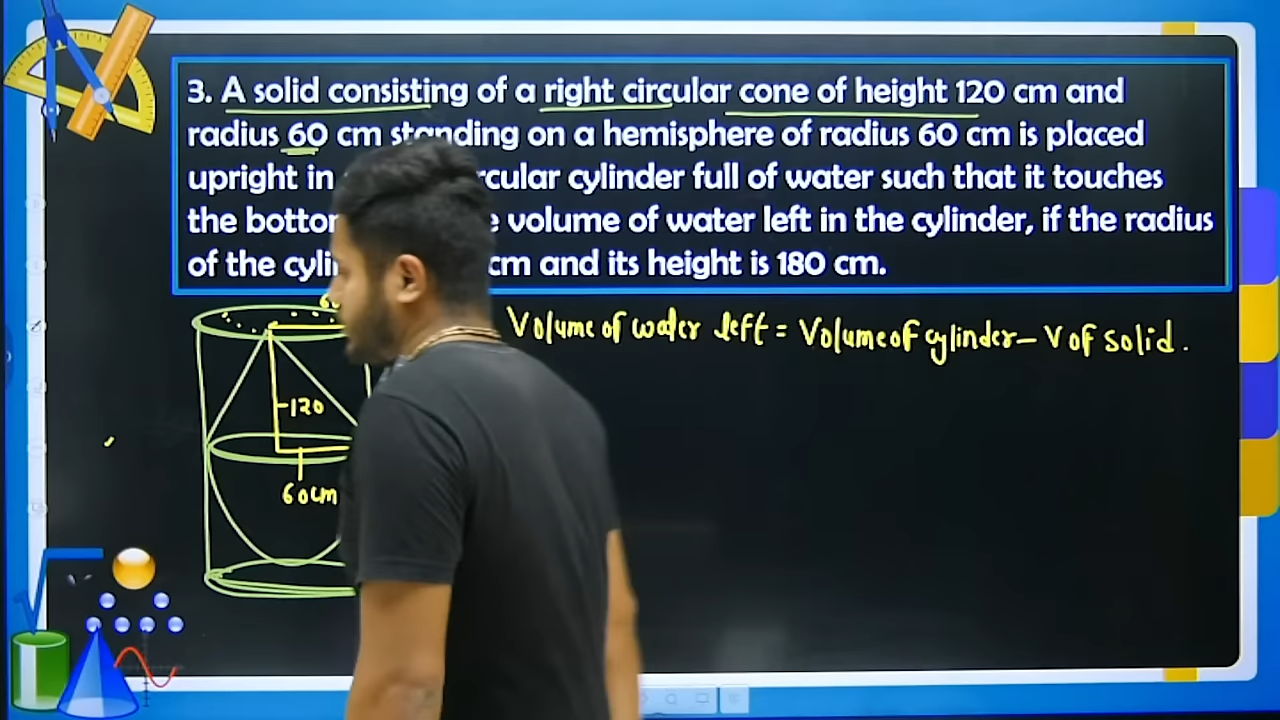 3. A solid consisting of a right circular cone of height 120 cm and
radius 60 cm standing on a hemisphere of radius 60 cm is placed
upright in rcular cylinder full of water such that it touches
the bottom volume of water left in the cylinder, if the radius
of the cm and its height is 180 cm.
Volume of water left = Volume of cylinder - V of solid.
120
60cm